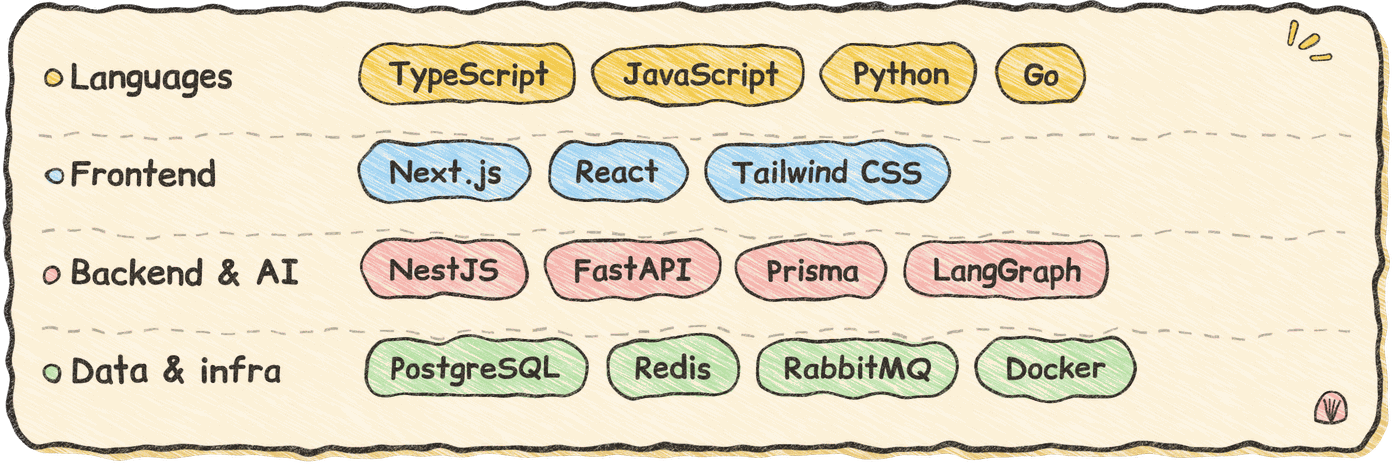 Languages TypeScript JavaScript Python Go
Frontend Next.js React Tailwind CSS
Backend & AI NestJS FastAPI Prisma LangGraph
Data & infra PostgreSQL Redis RabbitMQ Docker